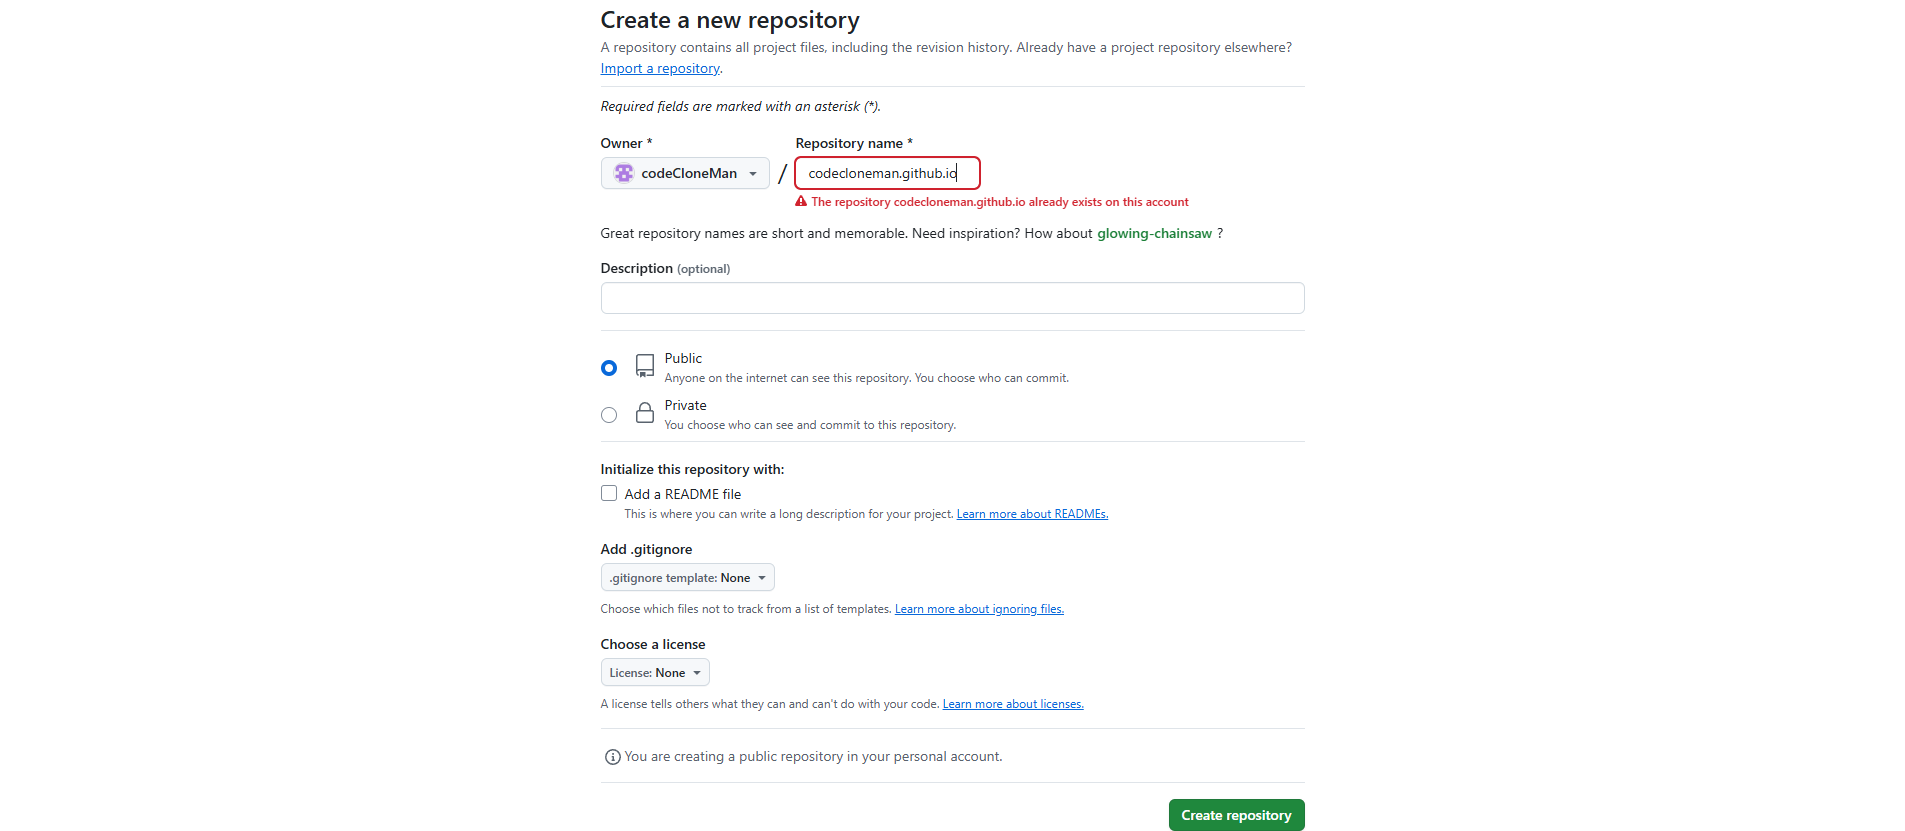 Create a new repository
A repository contains all project files, including the revision history. Already have a project repository elsewhere?
Import a repository.
Required fields are marked with an asterisk (*).
Owner * Repository name *
codeCloneMan / codecloneman.github.io
The repository codecloneman.github.io already exists on this account
Great repository names are short and memorable. Need inspiration? How about glowing-chainsaw ?
Description (optional)
Public
Anyone on the internet can see this repository. You choose who can commit.
Private
You choose who can see and commit to this repository.
Initialize this repository with:
Add a README file
This is where you can write a long description for your project. Learn more about READMEs.
Add .gitignore
.gitignore template: None
Choose which files not to track from a list of templates. Learn more about ignoring files.
Choose a license
License: None
A license tells others what they can and can't do with your code. Learn more about licenses.
You are creating a public repository in your personal account.
Create repository